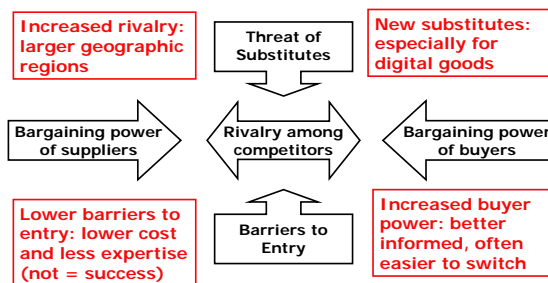 Increased rivalry:
larger geographic
regions
Threat of
Substitutes
New substitutes:
especially for
digital goods
Bargaining power
of suppliers
Rivalry among
competitors
Bargaining power
of buyers
Lower barriers to
entry: lower cost
and less expertise
(not = success)
Barriers to
Entry
Increased buyer
power: better
informed, often
easier to switch